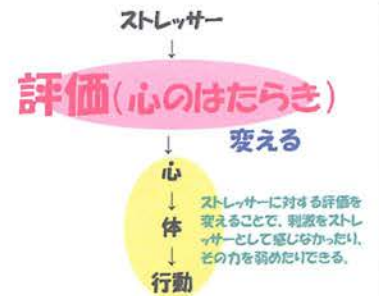 ストレッサー
↓
評価(心のはたらき)
↓ 変える
心
↓
体
↓
行動
ストレッサーに対する評価を
変えることで、刺激をストレ
ッサーとして感じなかったり、
その力を弱めたりできる。